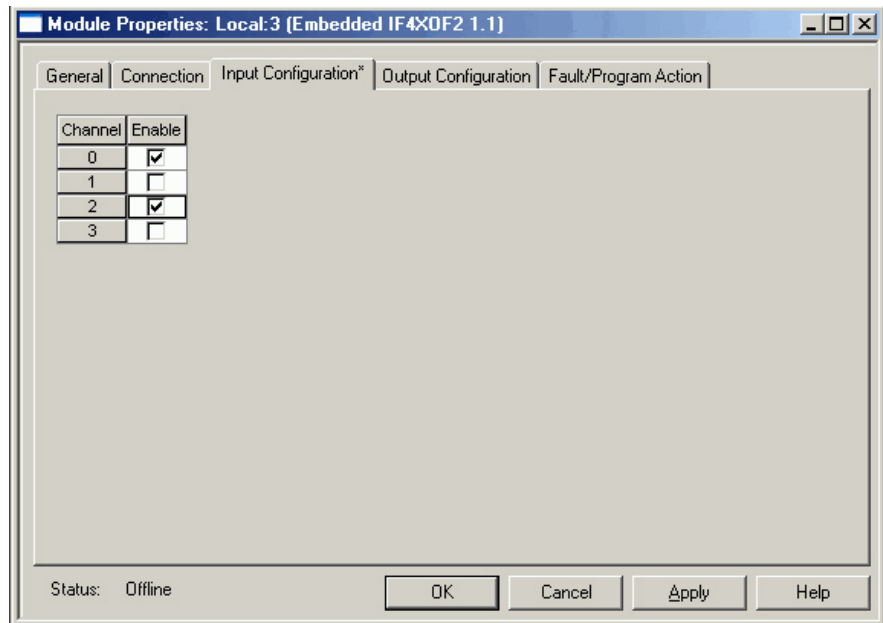 Module Properties: Local:3 (Embedded IF4XOF2 1.1)
General Connection Input Configuration* Output Configuration Fault/Program Action
Channel Enable
0
1
2
3
Status: Offline OK Cancel Apply Help